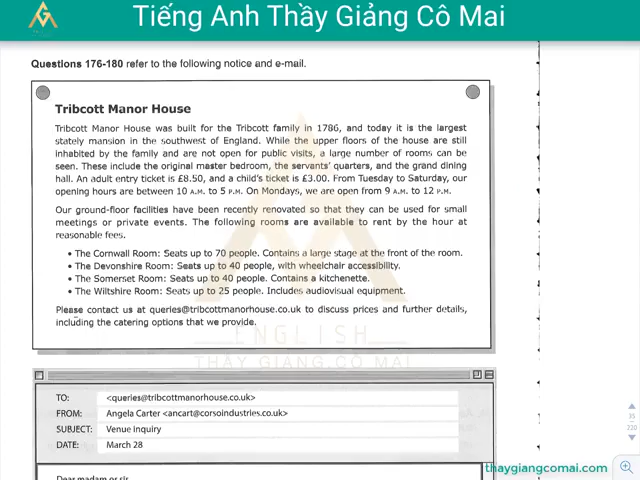 Tiếng Anh Thầy Giảng Cô Mai
Questions 176-180 refer to the following notice and e-mail.
Tribcott Manor House
Tribcott Manor House was built for the Tribcott family in 1786, and today it is the largest
stately mansion in the southwest of England. While the upper floors of the house are still
inhabited by the family and are not open for public visits, a large number of rooms can be
seen. These include the original master bedroom, the servants' quarters, and the grand dining
hall. An adult entry ticket is £8.50, and a child's ticket is £3.00. From Tuesday to Saturday, our
opening hours are between 10 A.M. to 5 P.M. On Mondays, we are open from 9 A.M. to 12 P.M.
Our ground-floor facilities have been recently renovated so that they can be used for small
meetings or private events. The following rooms are available to rent by the hour at
reasonable fees.
• The Cornwall Room: Seats up to 70 people. Contains a large stage at the front of the room.
• The Devonshire Room: Seats up to 40 people, with wheelchair accessibility.
• The Somerset Room: Seats up to 40 people. Contains a kitchenette.
• The Wiltshire Room: Seats up to 25 people. Includes audiovisual equipment.
Please contact us at queries@tribcottmanorhouse.co.uk to discuss prices and further details,
including the catering options that we provide.
ENGLISH
THẦY GIẢNG CÔ MAI
TO: <queries@tribcottmanorhouse.co.uk>
FROM: Angela Carter <ancart@corsoindustries.co.uk>
SUBJECT: Venue inquiry
DATE: March 28
Dear madam or sir
35
220
thaygiangcomai.com